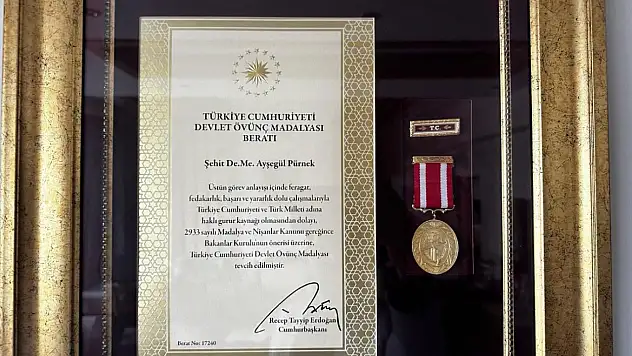 TÜRKİYE CUMHURİYETİ
DEVLET ÖVÜNÇ MADALYASI
BERATI
Şehit De.Me. Ayşegül Pürnek
Üstün görev anlayışı içinde feragat,
fedakarlık, başarı ve yararlık dolu çalışmalarıyla
Türkiye Cumhuriyeti ve Türk Milleti adına
haklı gurur kaynağı olmasından dolayı,
2933 sayılı Madalya ve Nişanlar Kanunu gereğince
Bakanlar Kurulu'nun önerisi üzerine,
Türkiye Cumhuriyeti Devlet Övünç Madalyası
tevcih edilmiştir.
Recep Tayyip Erdoğan
Cumhurbaşkanı
Berat No: 17240
T.C.